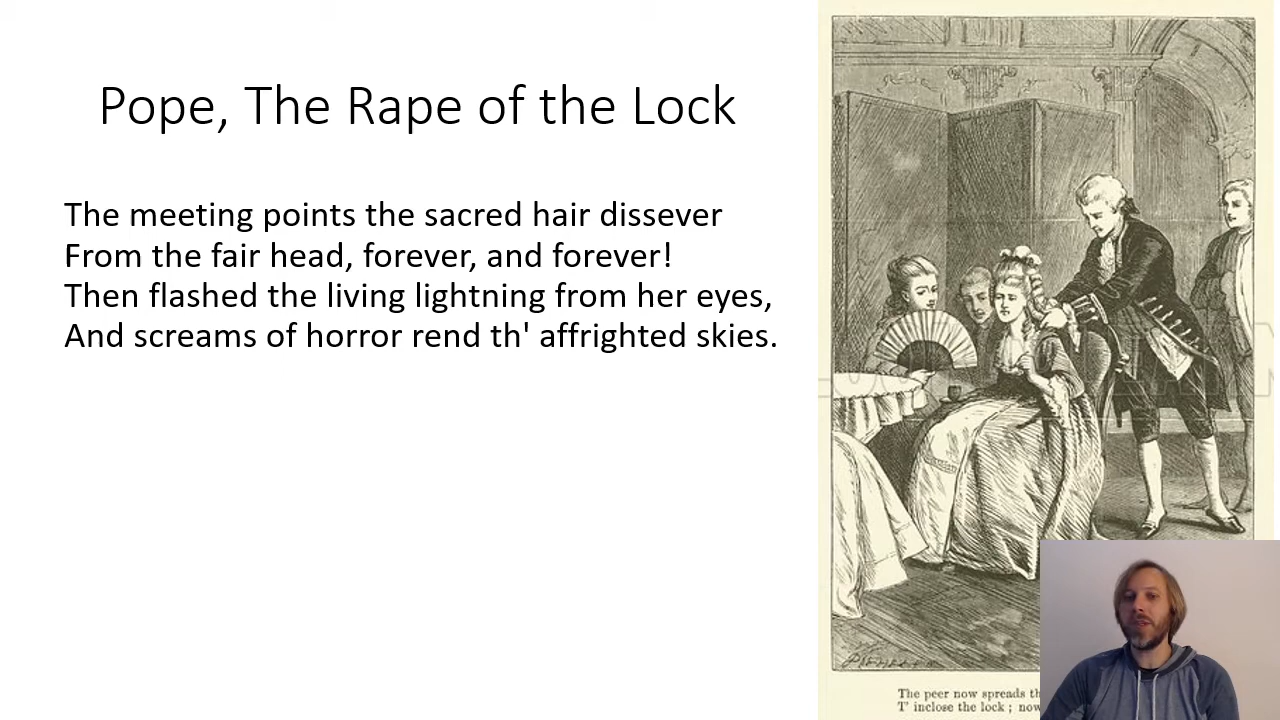 Pope, The Rape of the Lock
The meeting points the sacred hair dissever
From the fair head, forever, and forever!
Then flashed the living lightning from her eyes,
And screams of horror rend th' affrighted skies.
The peer now spreads
T' inclose the lock ; now